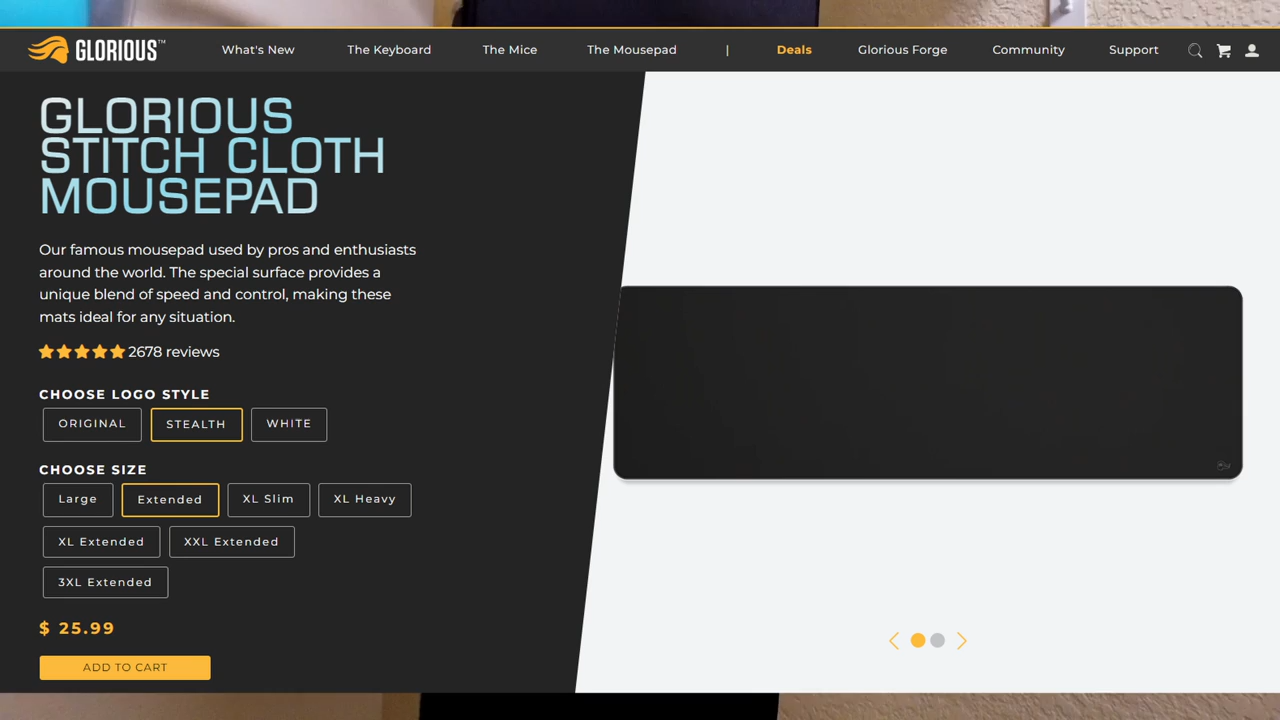 GLORIOUS™
What's New
The Keyboard
The Mice
The Mousepad
|
Deals
Glorious Forge
Community
Support
GLORIOUS
STITCH CLOTH
MOUSEPAD
Our famous mousepad used by pros and enthusiasts
around the world. The special surface provides a
unique blend of speed and control, making these
mats ideal for any situation.
2678 reviews
CHOOSE LOGO STYLE
ORIGINAL
STEALTH
WHITE
CHOOSE SIZE
Large
Extended
XL Slim
XL Heavy
XL Extended
XXL Extended
3XL Extended
$ 25.99
ADD TO CART